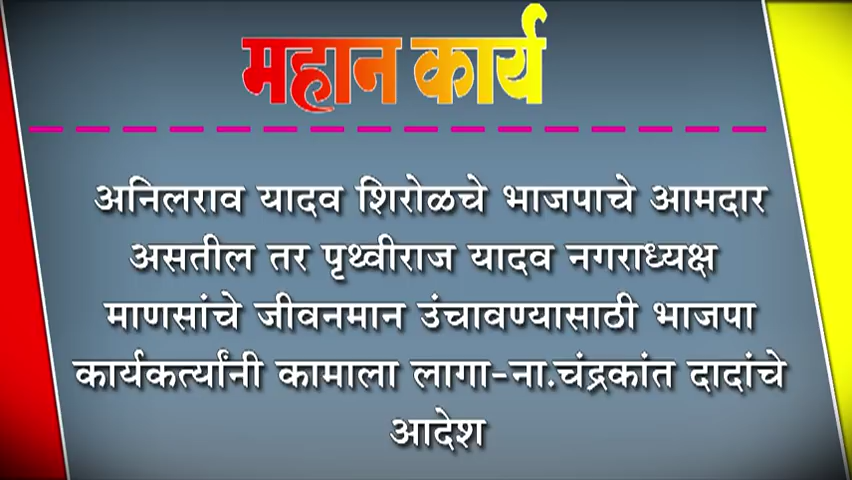 महान कार्य
अनिलराव यादव शिरोळचे भाजपाचे आमदार
असतील तर पृथ्वीराज यादव नगराध्यक्ष
माणसांचे जीवनमान उंचावण्यासाठी भाजपा
कार्यकर्त्यांनी कामाला लागा-ना.चंद्रकांत दादांचे
आदेश